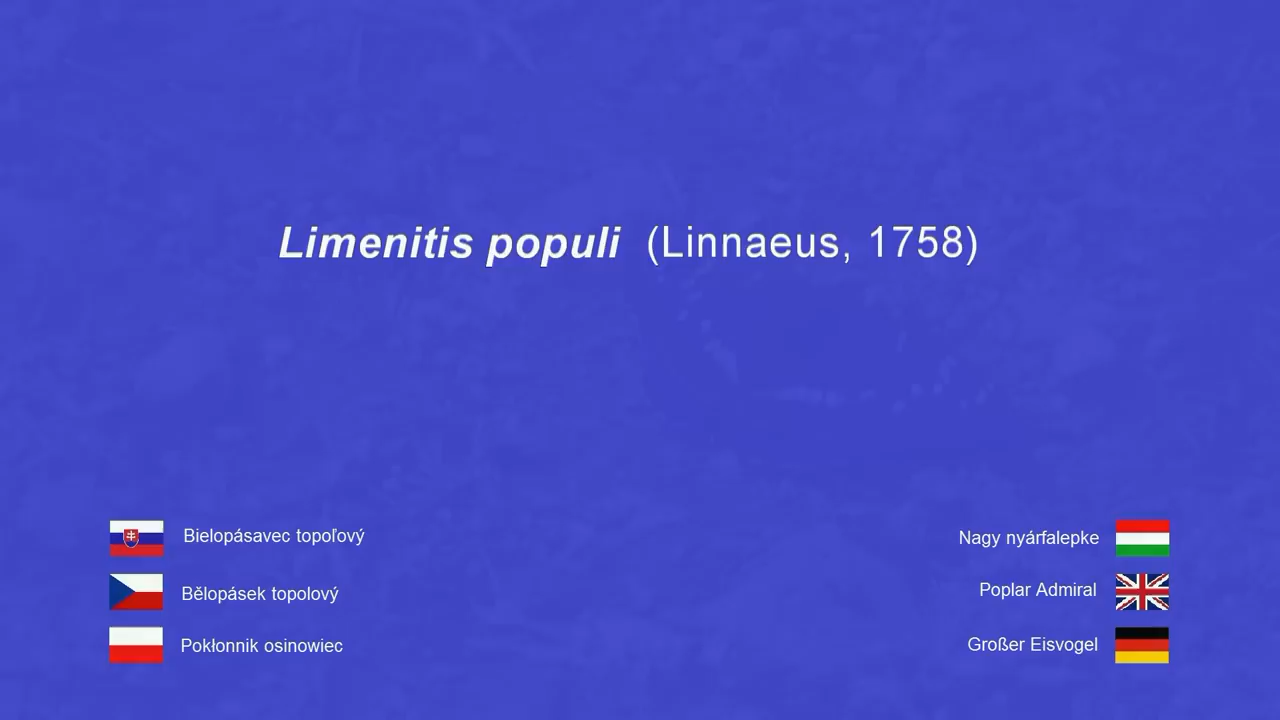 Limenitis populi (Linnaeus, 1758)
Bielopásavec topoľový
Bělopásek topolový
Pokłonnik osinowiec
Nagy nyárfalepke
Poplar Admiral
Großer Eisvogel